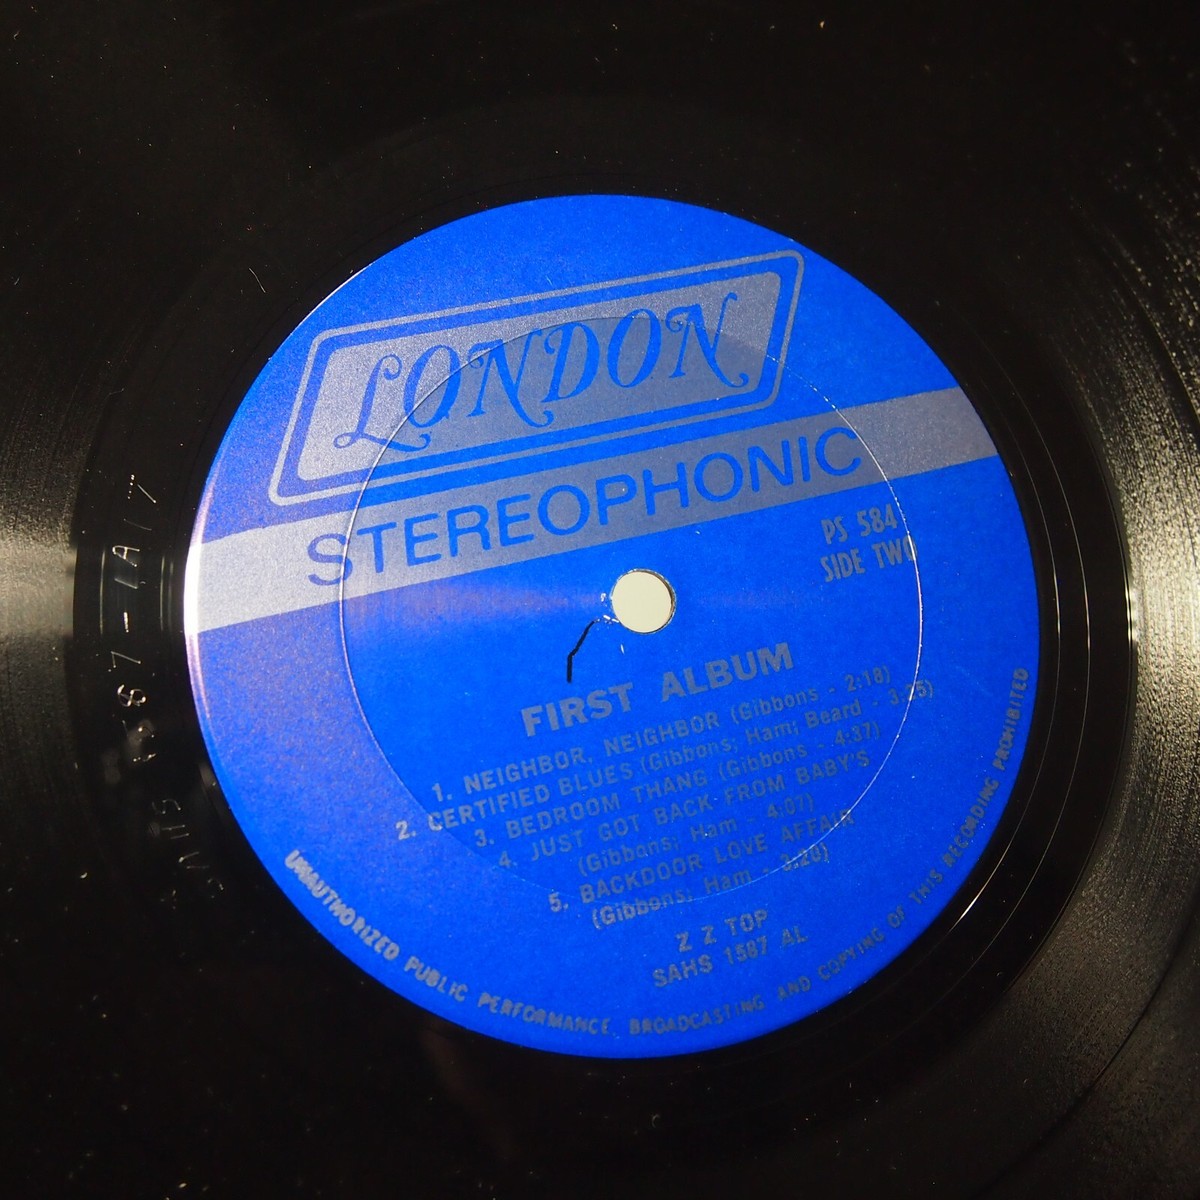 LONDON
STEREOPHONIC
PS 584
SIDE TWO
FIRST ALBUM
1. NEIGHBOR, NEIGHBOR (Gibbons - 2:18)
2. CERTIFIED BLUES (Gibbons; Ham; Beard - 3:25)
3. BEDROOM THANG (Gibbons - 4:37)
4. JUST GOT BACK FROM BABY'S
(Gibbons; Ham - 4:07)
5. BACKDOOR LOVE AFFAIR
(Gibbons; Ham - 3:20)
Z Z TOP
SAHS 1587 AL
UNAUTHORIZED PUBLIC PERFORMANCE, BROADCASTING AND COPYING OF THIS RECORDING PROHIBITED
1587-1A17